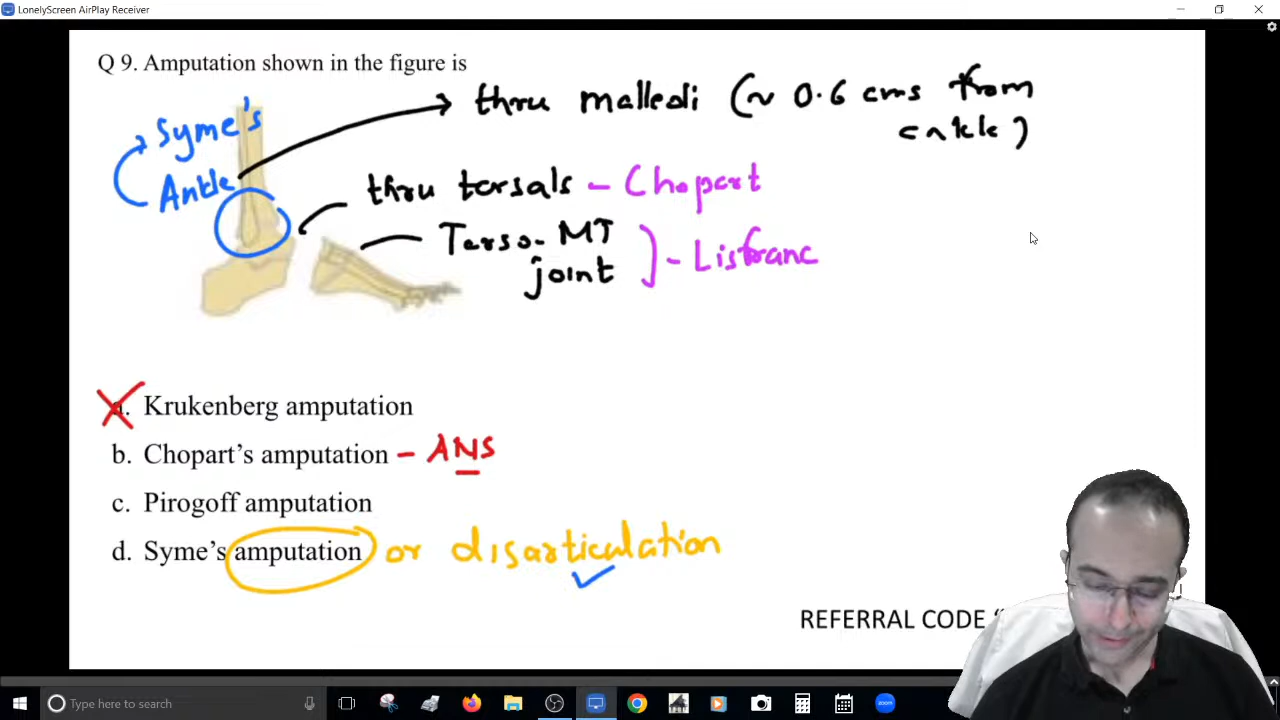 LonelyScreen AirPlay Receiver
Q 9. Amputation shown in the figure is
thru malleoli (~ 0.6 cms from
ankle)
Syme's
Ankle
thru tarsals – Chopart
Tarso-MT
joint } – Lisfranc
a. Krukenberg amputation
b. Chopart's amputation – ANS
c. Pirogoff amputation
d. Syme's amputation or disarticulation
REFERRAL CODE "
Type here to search
zoom